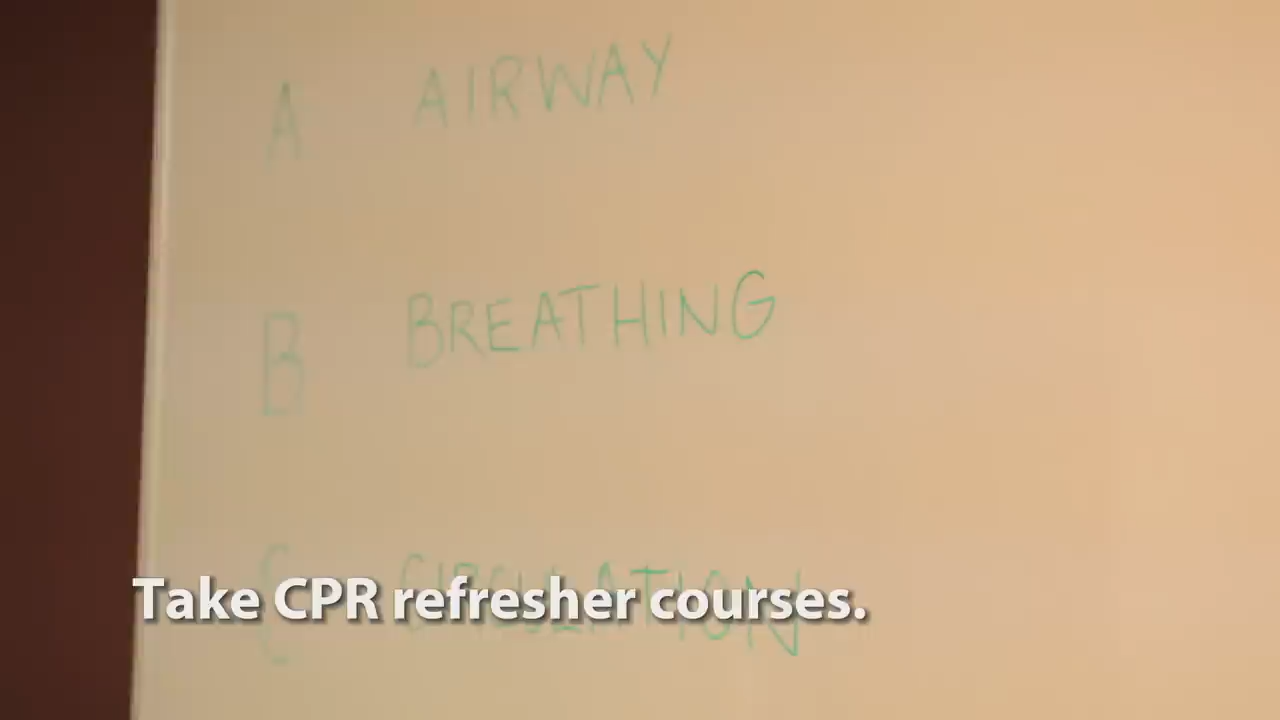 A AIRWAY
B BREATHING
C CIRCULATION
Take CPR refresher courses.